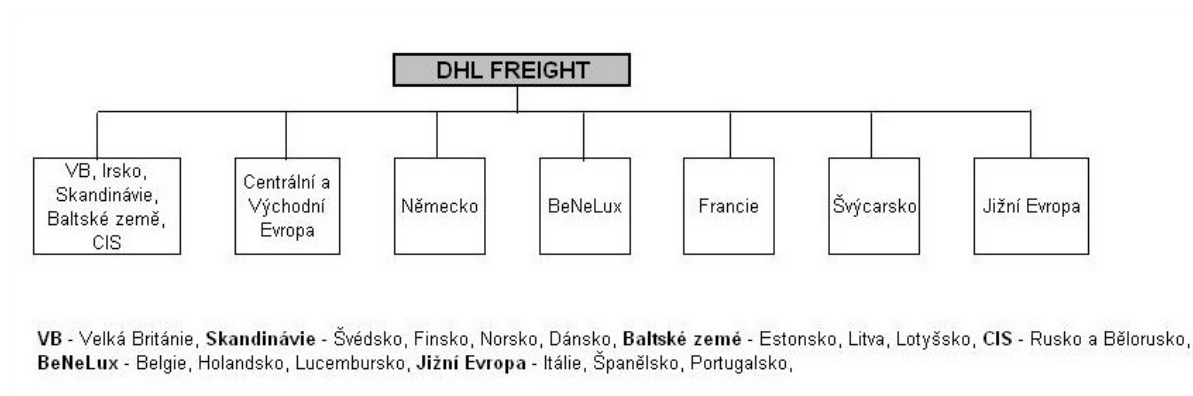 DHL FREIGHT
VB, Irsko,
Skandinávie,
Baltské země,
CIS
Centrální a
Východní
Evropa
Německo
BeNeLux
Francie
Švýcarsko
Jižní Evropa
VB - Velká Británie, Skandinávie - Švédsko, Finsko, Norsko, Dánsko, Baltské země - Estonsko, Litva, Lotyšsko, CIS - Rusko a Bělorusko,
BeNeLux - Belgie, Holandsko, Lucembursko, Jižní Evropa - Itálie, Španělsko, Portugalsko,